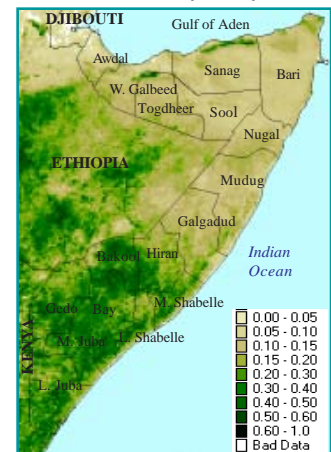 DJIBOUTI
Gulf of Aden
Awdal
Sanag
Bari
W. Galbeed
Togdheer
Sool
Nugal
ETHIOPIA
Mudug
Galgadud
Bakool
Hiran
Indian
Ocean
Gedo
Bay
M. Shabelle
KENYA
M. Juba
L. Shabelle
L. Juba
0.00 - 0.05
0.05 - 0.10
0.10 - 0.15
0.15 - 0.20
0.20 - 0.30
0.30 - 0.40
0.40 - 0.50
0.50 - 0.60
0.60 - 1.0
Bad Data